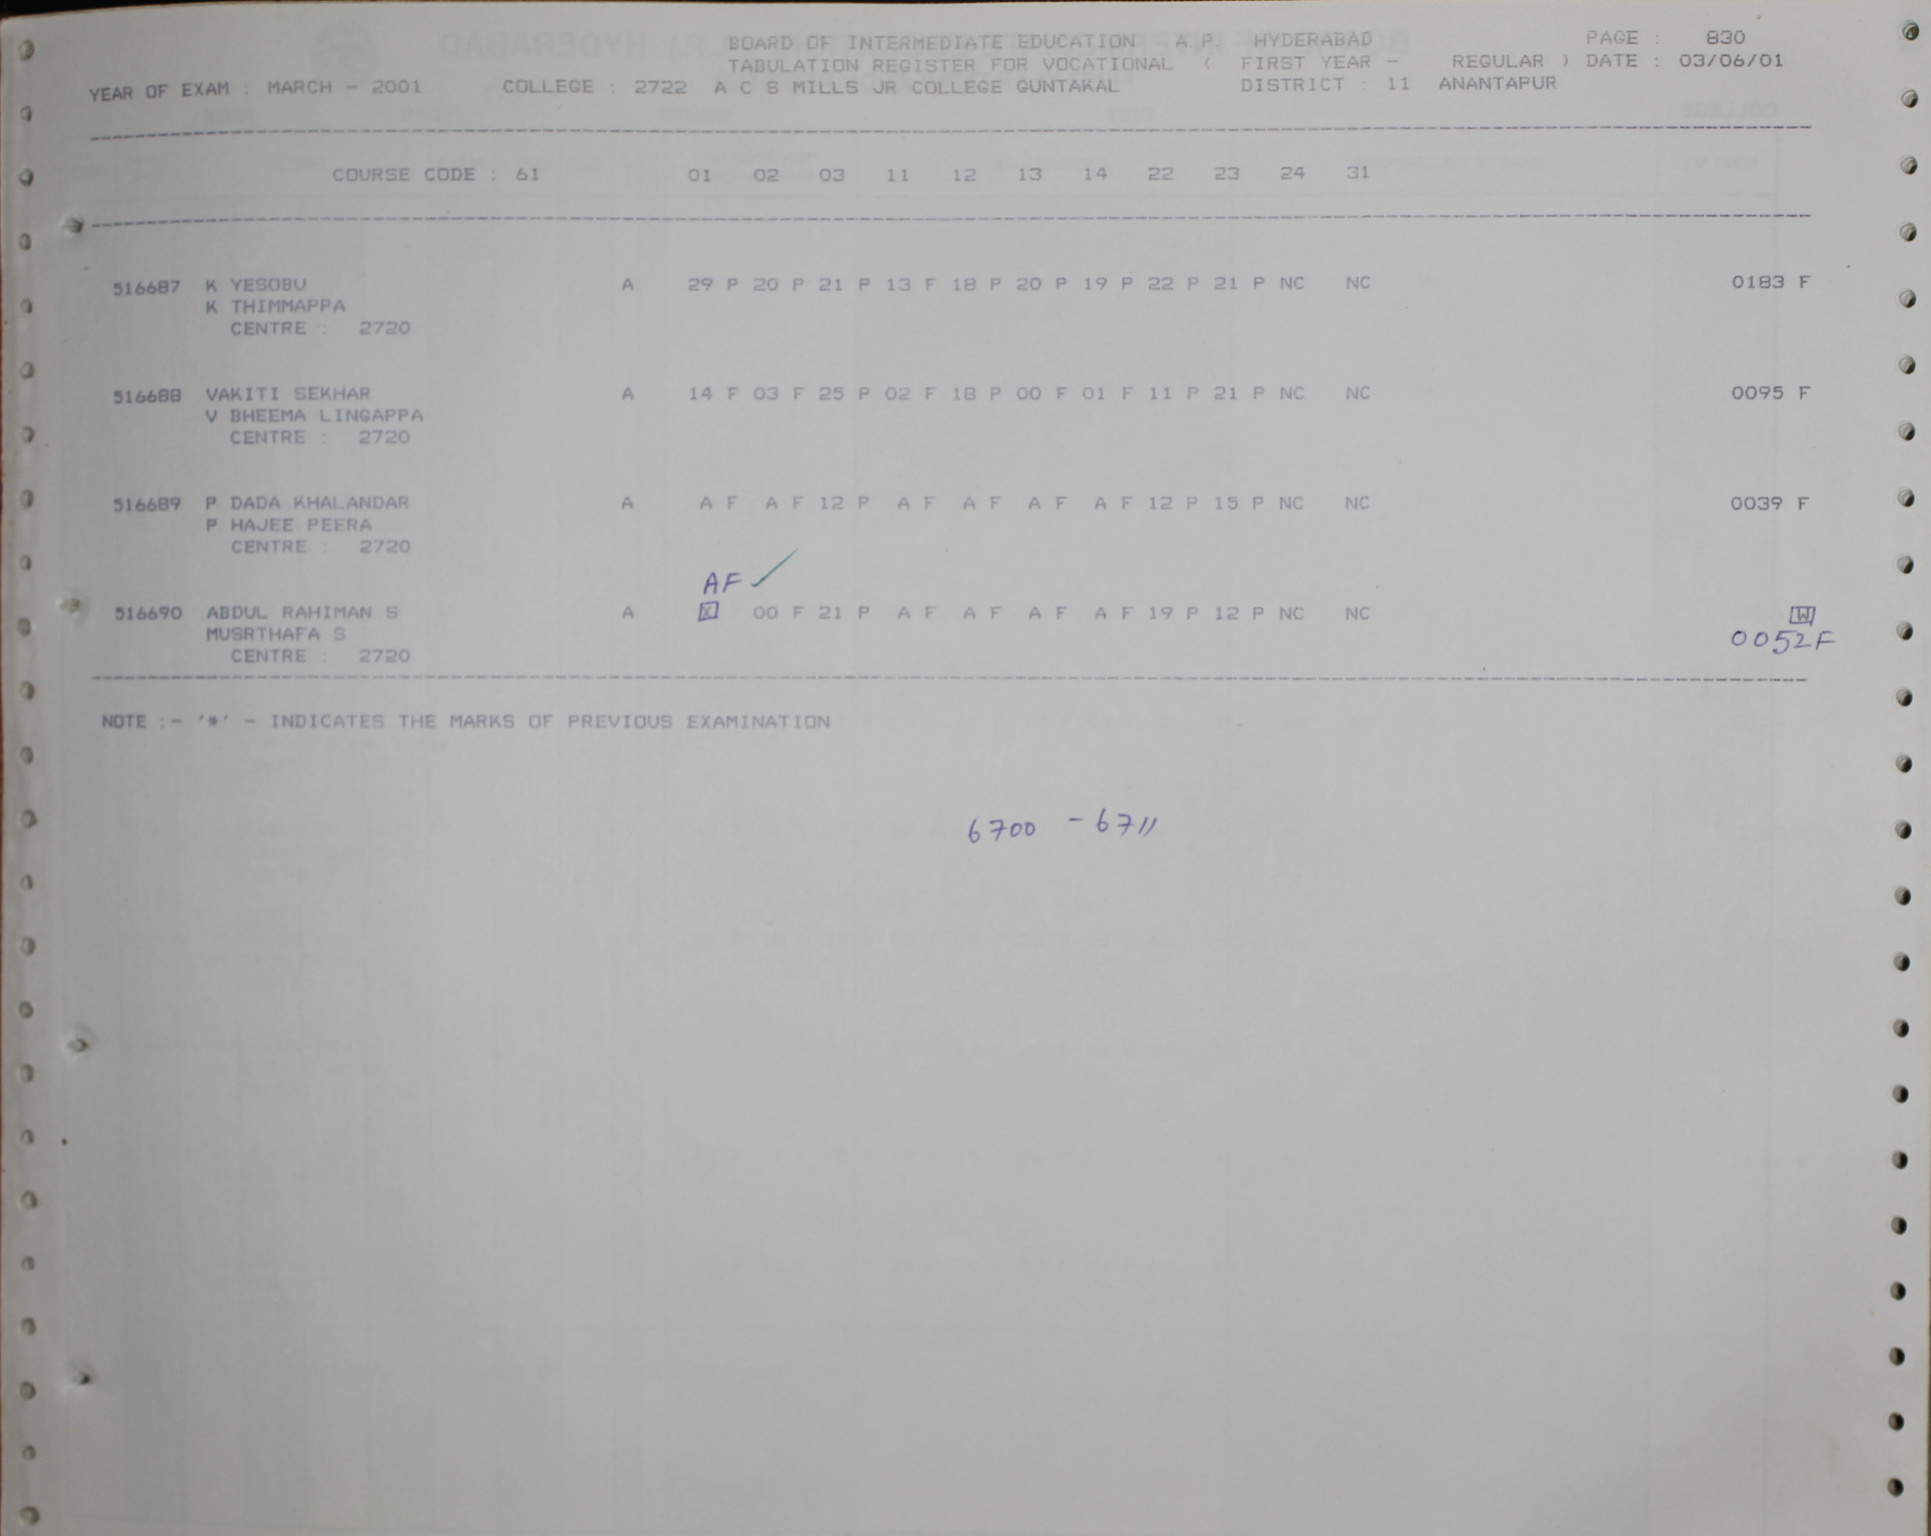 BOARD OF INTERMEDIATE EDUCATION A.P. HYDERABAD PAGE : 830
TABULATION REGISTER FOR VOCATIONAL ( FIRST YEAR - REGULAR ) DATE : 03/06/01
YEAR OF EXAM : MARCH - 2001 COLLEGE : 2722 A C S MILLS JR COLLEGE GUNTAKAL DISTRICT : 11 ANANTAPUR
COURSE CODE : 61 01 02 03 11 12 13 14 22 23 24 31
516687 K YESOBU A 29 P 20 P 21 P 13 F 18 P 20 P 19 P 22 P 21 P NC NC 0183 F
K THIMMAPPA
CENTRE : 2720
516688 VAKITI SEKHAR A 14 F 03 F 25 P 02 F 18 P 00 F 01 F 11 P 21 P NC NC 0095 F
V BHEEMA LINGAPPA
CENTRE : 2720
516689 P DADA KHALANDAR A A F A F 12 P A F A F A F A F 12 P 15 P NC NC 0039 F
P HAJEE PEERA
CENTRE : 2720
AF ✓
516690 ABDUL RAHIMAN S A X 00 F 21 P A F A F A F A F 19 P 12 P NC NC W
MUSRTHAFA S 0052F
CENTRE : 2720
NOTE :- '*' - INDICATES THE MARKS OF PREVIOUS EXAMINATION
6700 - 6711